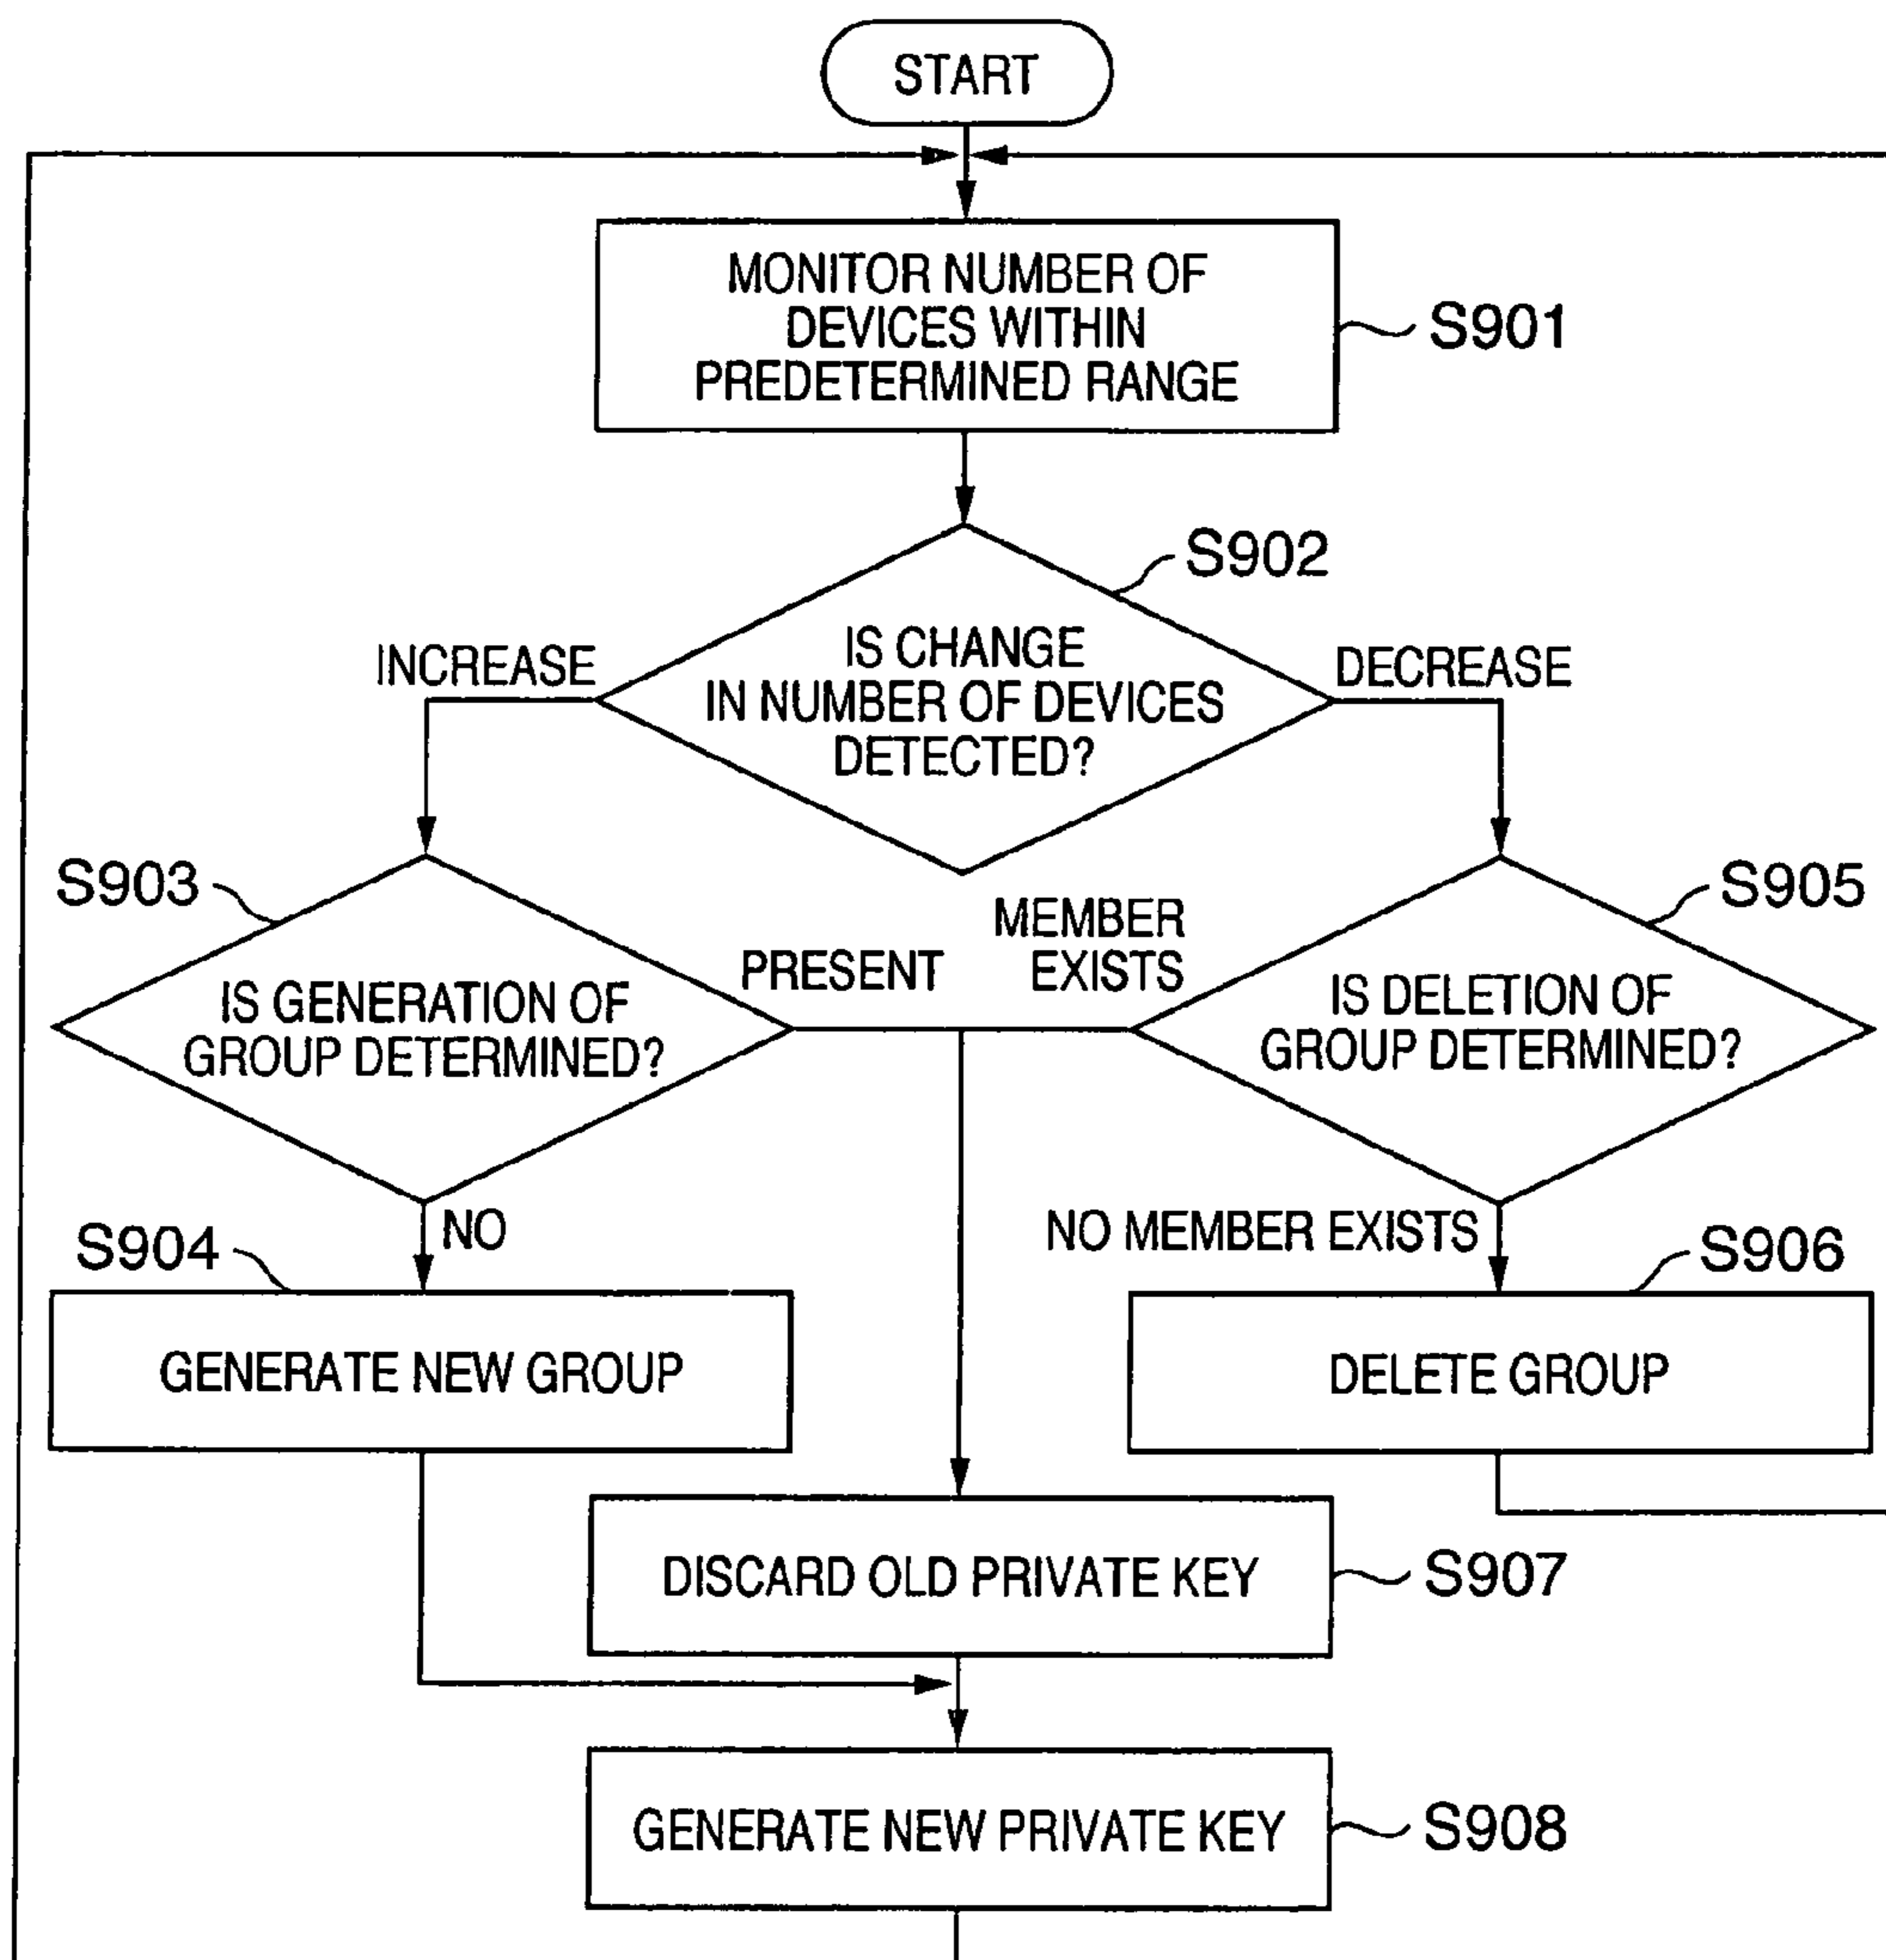 START
MONITOR NUMBER OF
DEVICES WITHIN
PREDETERMINED RANGE
S901
S902
IS CHANGE
IN NUMBER OF DEVICES
DETECTED?
INCREASE
DECREASE
S903
S905
IS GENERATION OF
GROUP DETERMINED?
PRESENT
MEMBER
EXISTS
IS DELETION OF
GROUP DETERMINED?
NO
NO MEMBER EXISTS
S904
S906
GENERATE NEW GROUP
DELETE GROUP
DISCARD OLD PRIVATE KEY
S907
GENERATE NEW PRIVATE KEY
S908